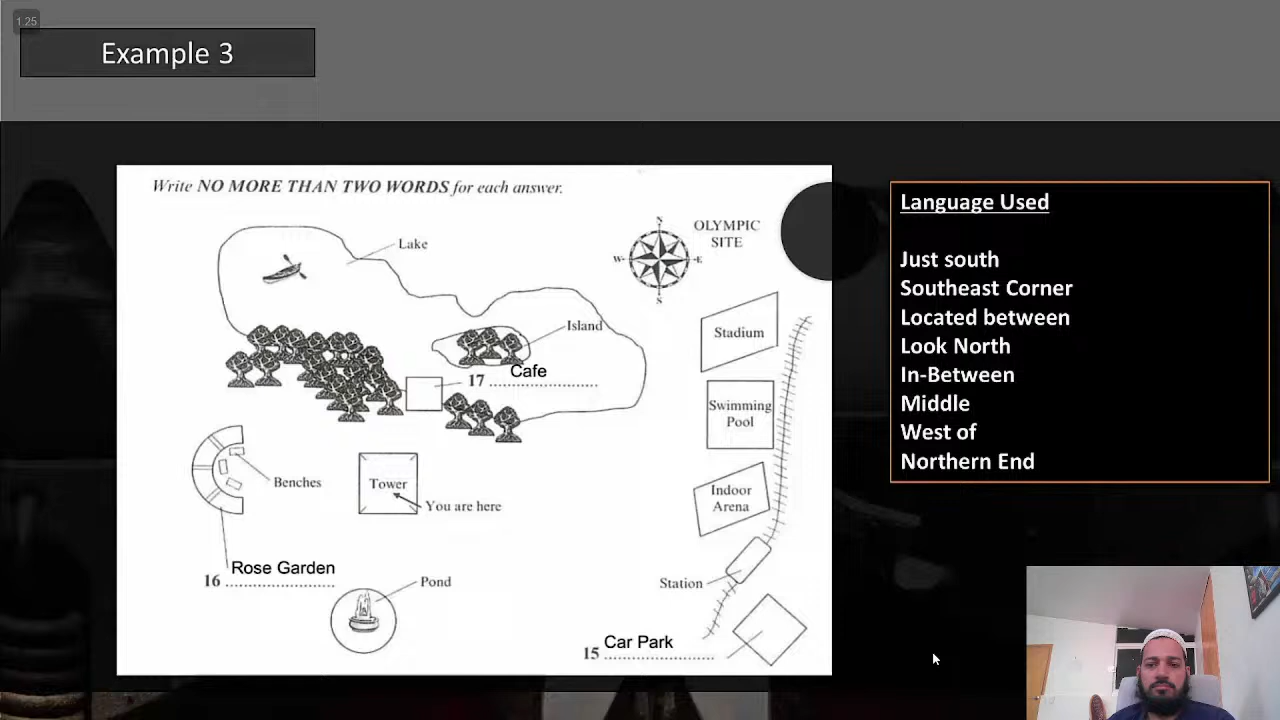 1.25
Example 3
Write NO MORE THAN TWO WORDS for each answer.
Lake
N
W
E
S
OLYMPIC
SITE
Island
Stadium
17 ..............................
Cafe
Swimming
Pool
Benches
Tower
You are here
Indoor
Arena
16 ..............................
Rose Garden
Pond
Station
15 ..............................
Car Park
Language Used
Just south
Southeast Corner
Located between
Look North
In-Between
Middle
West of
Northern End